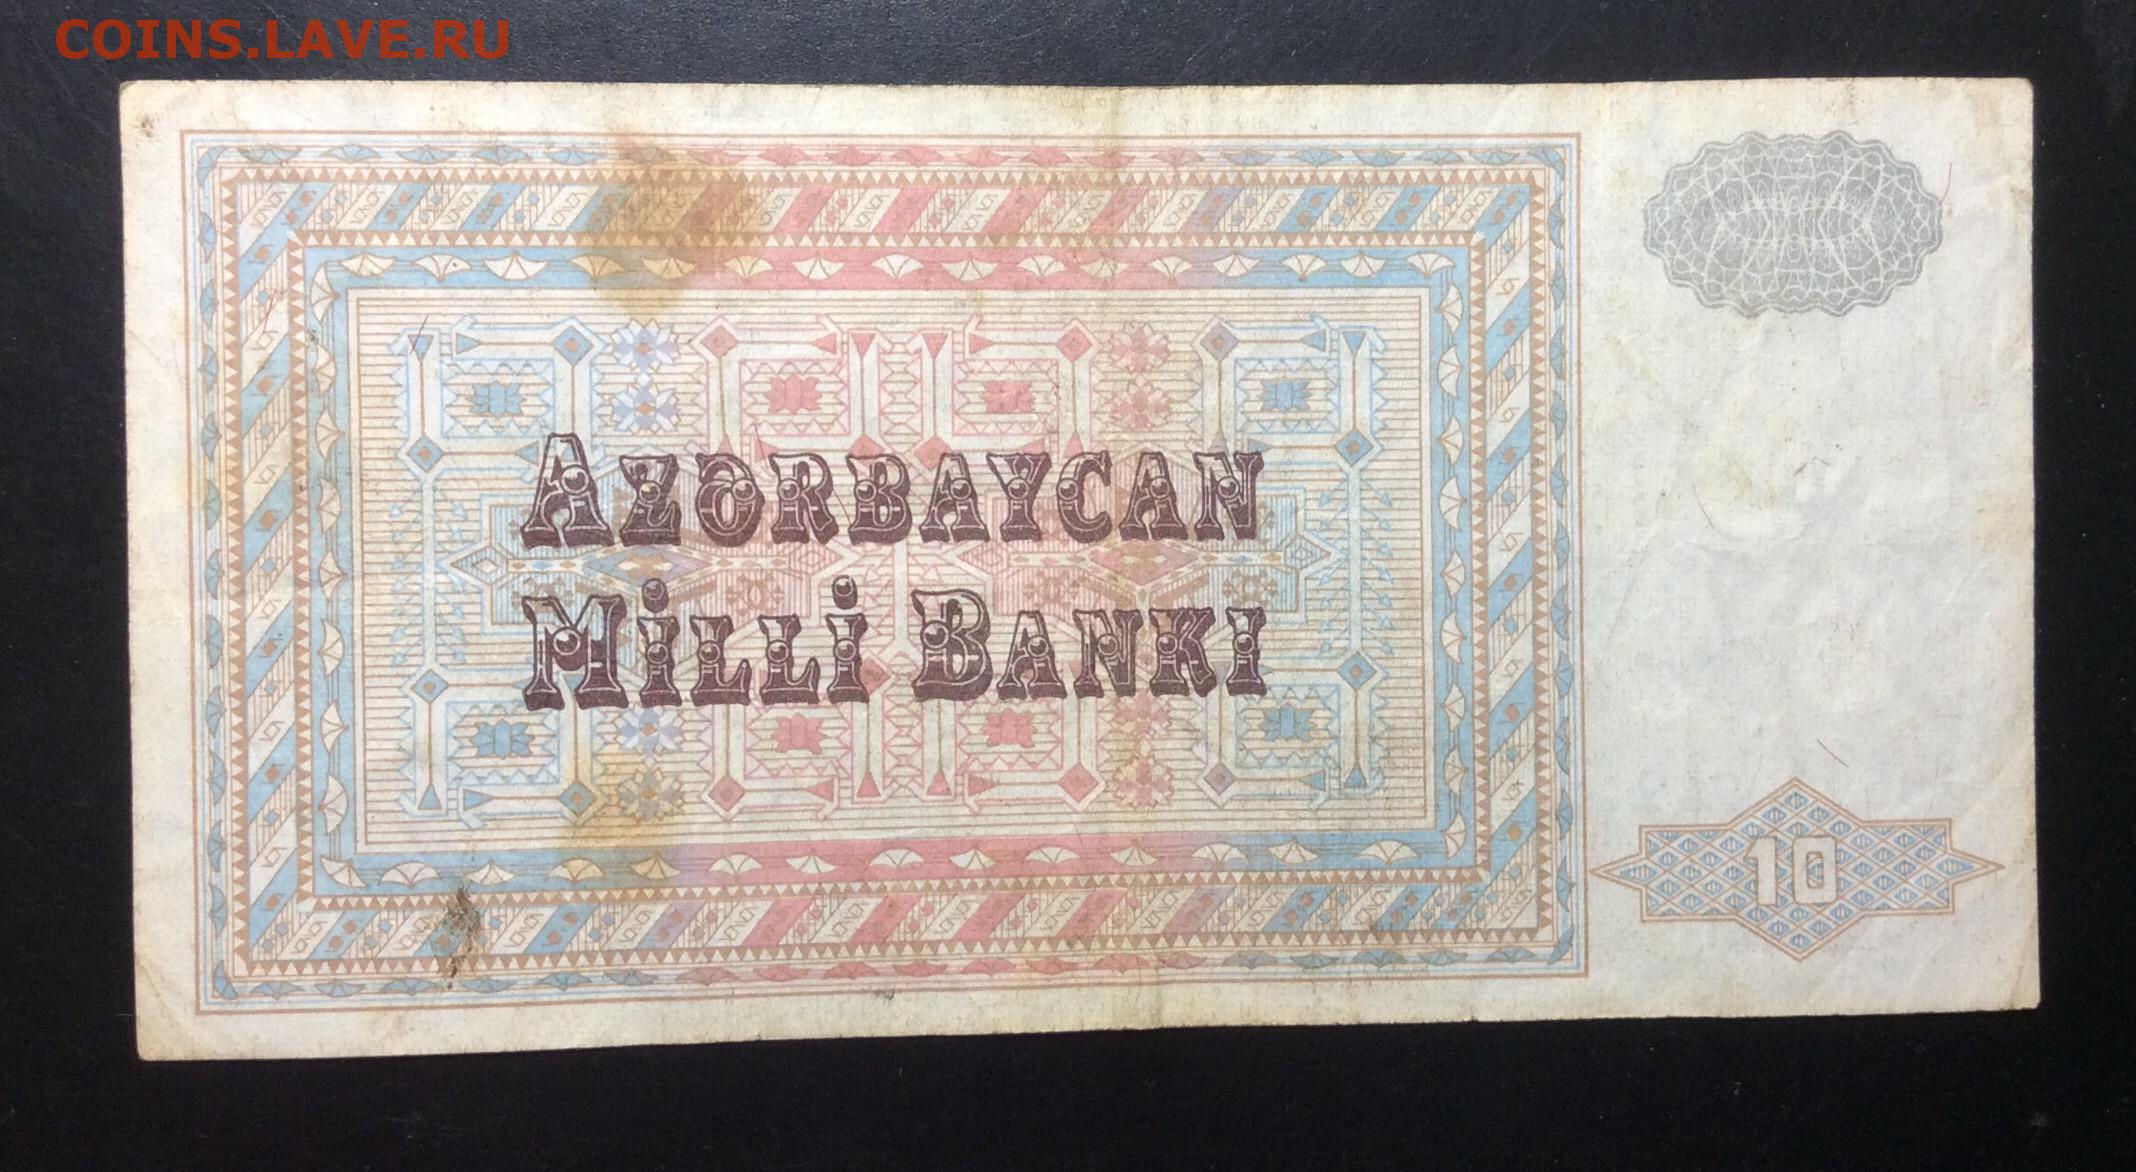 COINS.LAVE.RU
AZƏRBAYCAN
MİLLİ BANKI
10